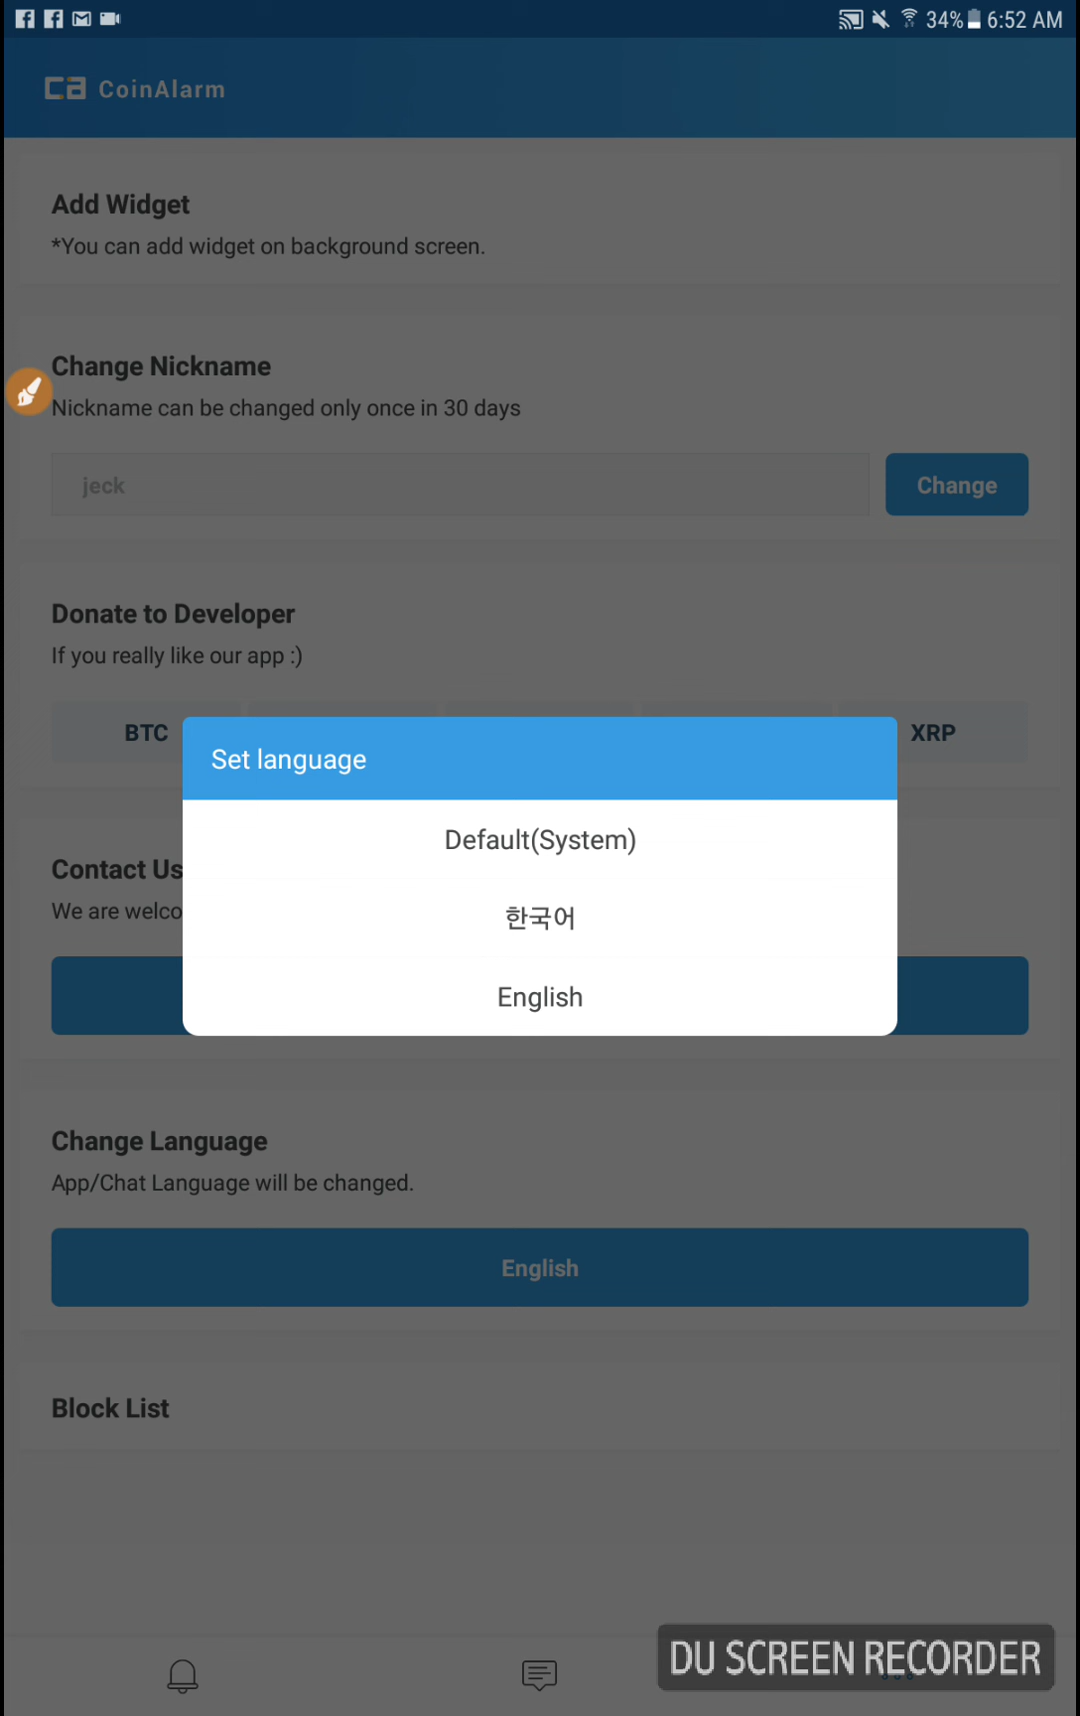 34% 6:52 AM
CoinAlarm
Add Widget
*You can add widget on background screen.
Change Nickname
Nickname can be changed only once in 30 days
jeck
Change
Donate to Developer
If you really like our app :)
BTC
XRP
Set language
Default(System)
한국어
English
Contact Us
We are welco
Change Language
App/Chat Language will be changed.
English
Block List
DU SCREEN RECORDER